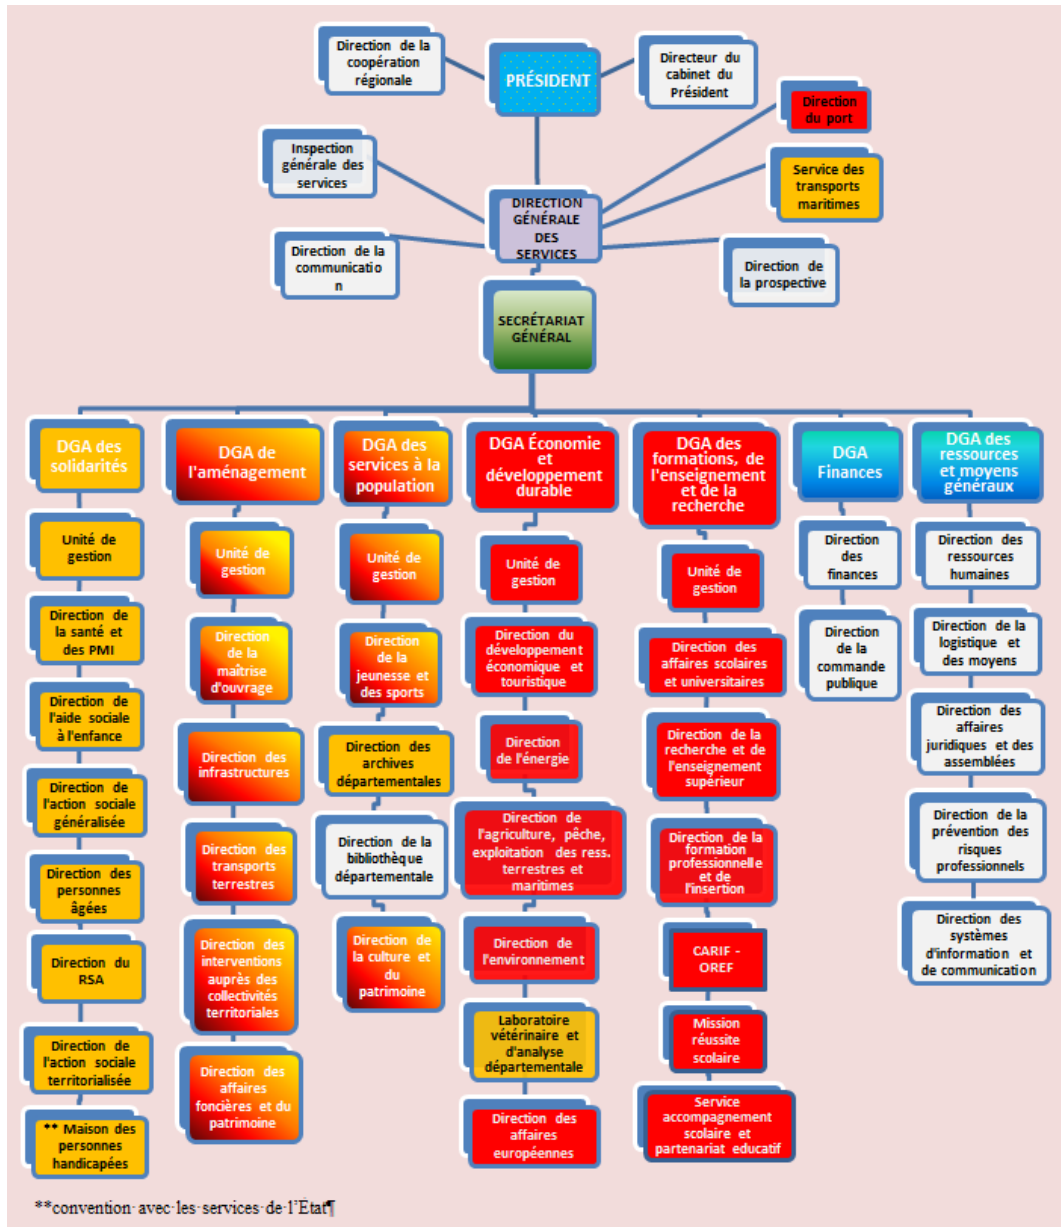 Direction de la
coopération
régionale
PRÉSIDENT
Directeur du
cabinet du
Président
Direction
du port
Inspection
générale des
services
Service des
transports
maritimes
DIRECTION
GÉNÉRALE
DES
SERVICES
Direction de la
communicatio
n
Direction de
la prospective
SECRÉTARIAT
GÉNÉRAL
DGA des
solidarités
Unité de
gestion
Direction de
la santé et
des PMI
Direction de
l'aide sociale
à l'enfance
Direction de
l'action sociale
généralisée
Direction des
personnes
âgées
Direction du
RSA
Direction de
l'action sociale
territorialisée
** Maison des
personnes
handicapées
DGA de
l'aménagement
Unité de
gestion
Direction
de la
maîtrise
d'ouvrage
Direction des
infrastructures
Direction des
transports
terrestres
Direction des
interventions
auprès des
collectivités
territoriales
Direction des
affaires
foncières et du
patrimoine
DGA des
services à la
population
Unité de
gestion
Direction
de la
jeunesse et
des sports
Direction des
archives
départementales
Direction de la
bibliothèque
départementale
Direction de
la culture et
du
patrimoine
DGA Économie
et
développement
durable
Unité de
gestion
Direction du
développement
économique et
touristique
Direction
de l'énergie
Direction de
l'agriculture, pêche,
exploitation des ress.
terrestres et
maritimes
Direction de
l'environnement
Laboratoire
vétérinaire et
d'analyse
départementale
Direction des
affaires
européennes
DGA des
formations, de
l'enseignement
et de la
recherche
Unité de
gestion
Direction des
affaires scolaires
et universitaires
Direction de la
recherche et de
l'enseignement
supérieur
Direction de la
formation
professionnelle
et de
l'insertion
CARIF -
OREF
Mission
réussite
scolaire
Service
accompagnement
scolaire et
partenariat educatif
DGA
Finances
Direction
des
finances
Direction
de la
commande
publique
DGA des
ressources
et moyens
généraux
Direction des
ressources
humaines
Direction de la
logistique et
des moyens
Direction des
affaires
juridiques et des
assemblées
Direction de la
prévention des
risques
professionnels
Direction des
systèmes
d'information et
de communication
**convention·avec·les·services·de·l'État¶